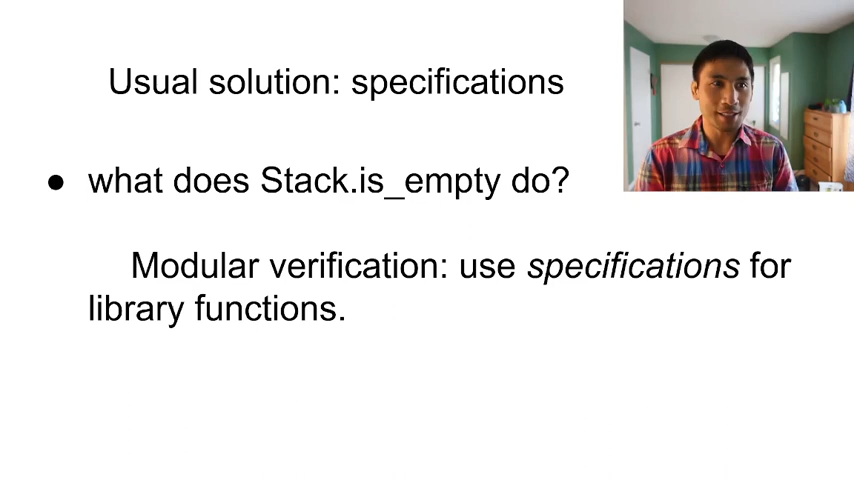 Usual solution: specifications
● what does Stack.is_empty do?
Modular verification: use specifications for
library functions.